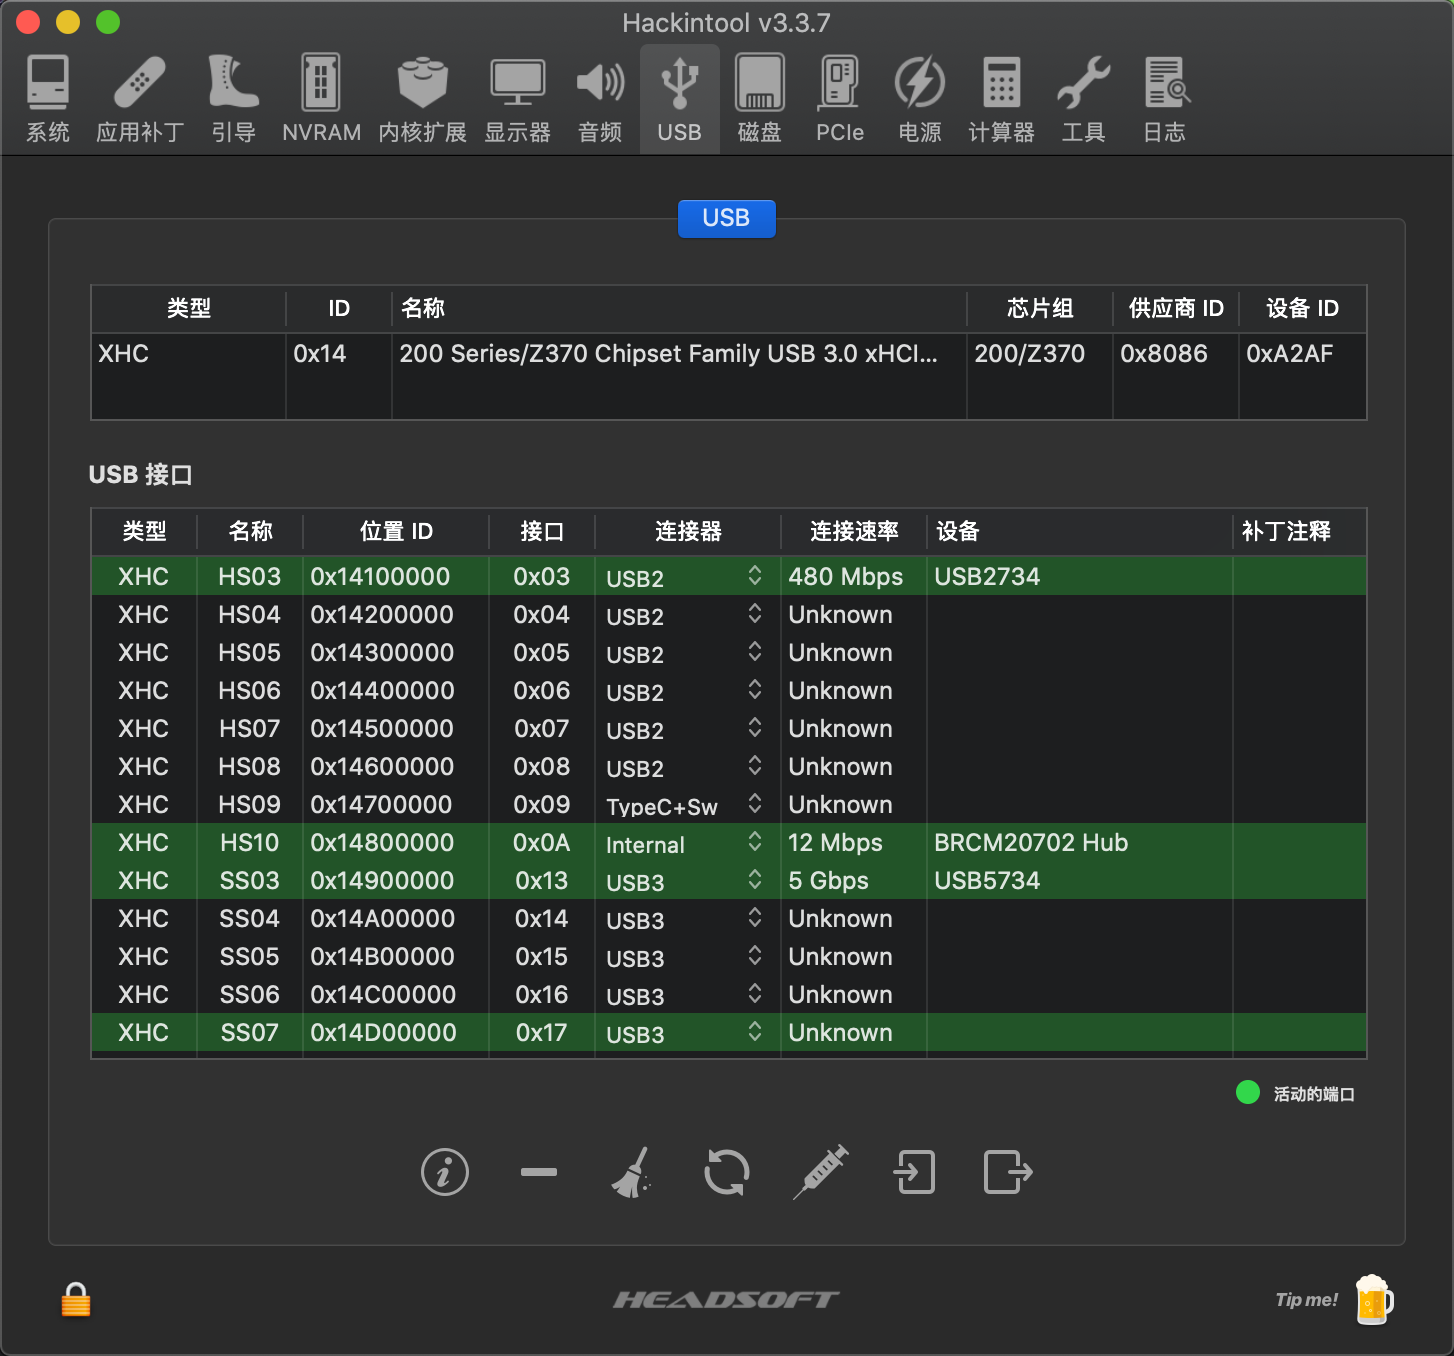 Hackintool v3.3.7
系统 应用补丁 引导 NVRAM 内核扩展 显示器 音频 USB 磁盘 PCIe 电源 计算器 工具 日志
USB
类型 ID 名称 芯片组 供应商 ID 设备 ID
XHC 0x14 200 Series/Z370 Chipset Family USB 3.0 xHCI... 200/Z370 0x8086 0xA2AF
USB 接口
类型 名称 位置 ID 接口 连接器 连接速率 设备 补丁注释
XHC HS03 0x14100000 0x03 USB2 480 Mbps USB2734
XHC HS04 0x14200000 0x04 USB2 Unknown
XHC HS05 0x14300000 0x05 USB2 Unknown
XHC HS06 0x14400000 0x06 USB2 Unknown
XHC HS07 0x14500000 0x07 USB2 Unknown
XHC HS08 0x14600000 0x08 USB2 Unknown
XHC HS09 0x14700000 0x09 TypeC+Sw Unknown
XHC HS10 0x14800000 0x0A Internal 12 Mbps BRCM20702 Hub
XHC SS03 0x14900000 0x13 USB3 5 Gbps USB5734
XHC SS04 0x14A00000 0x14 USB3 Unknown
XHC SS05 0x14B00000 0x15 USB3 Unknown
XHC SS06 0x14C00000 0x16 USB3 Unknown
XHC SS07 0x14D00000 0x17 USB3 Unknown
活动的端口
HEADSOFT
Tip me!